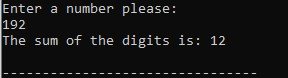 Enter a number please:
192
The sum of the digits is: 12
--------------------------------